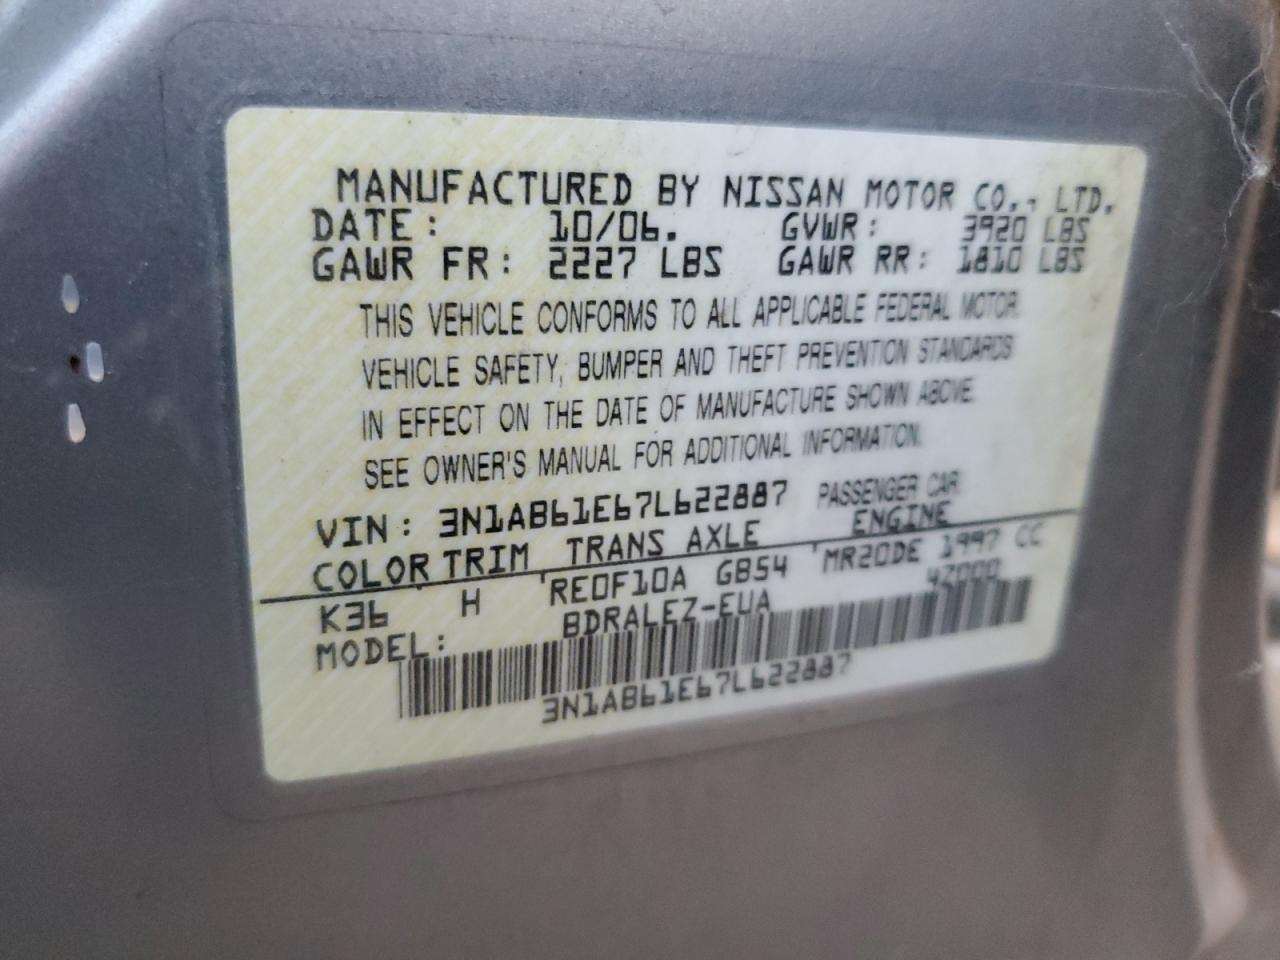 MANUFACTURED BY NISSAN MOTOR CO., LTD.
DATE: 10/06. GVWR: 3920 LBS
GAWR FR: 2227 LBS GAWR RR: 1810 LBS
THIS VEHICLE CONFORMS TO ALL APPLICABLE FEDERAL MOTOR
VEHICLE SAFETY, BUMPER AND THEFT PREVENTION STANDARDS
IN EFFECT ON THE DATE OF MANUFACTURE SHOWN ABOVE.
SEE OWNER'S MANUAL FOR ADDITIONAL INFORMATION.
VIN: 3N1AB61E67L622887 PASSENGER CAR
COLOR TRIM TRANS AXLE ENGINE
K36 H RE0F10A GB54 MR20DE 1997 CC
MODEL: BDRALEZ-EUA 4Z000
3N1AB61E67L622887